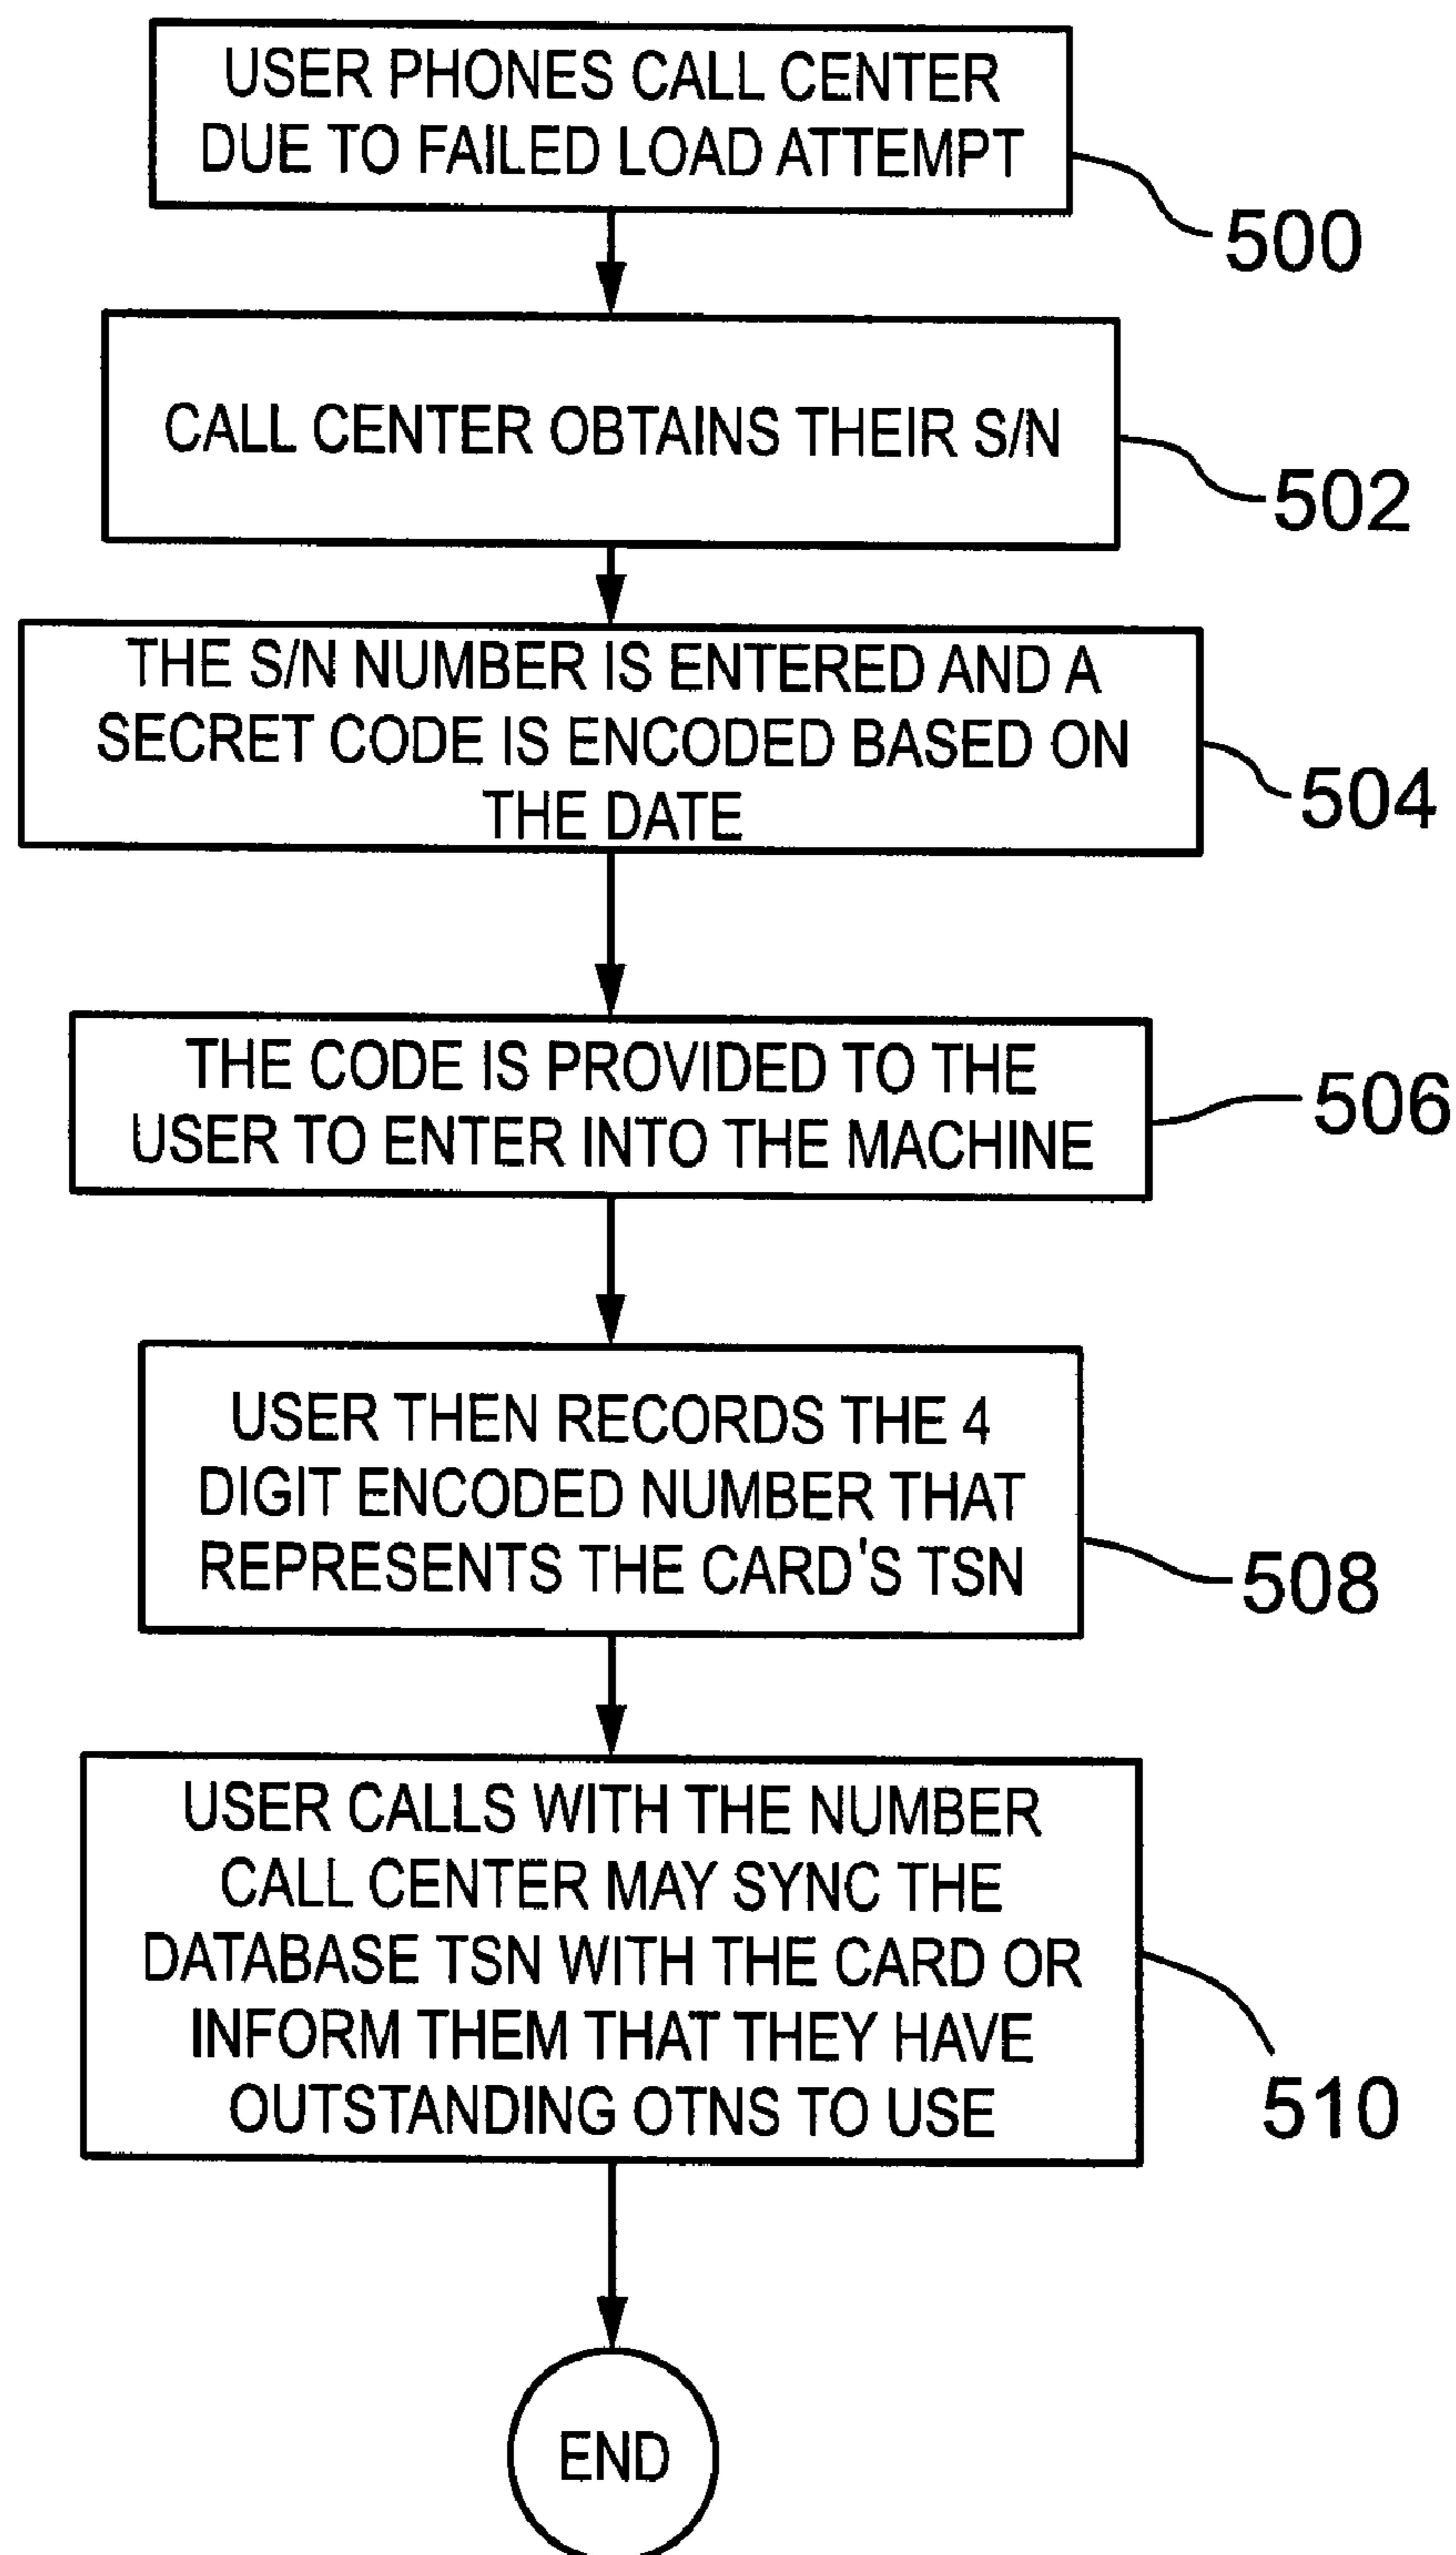 USER PHONES CALL CENTER
DUE TO FAILED LOAD ATTEMPT
500
CALL CENTER OBTAINS THEIR S/N
502
THE S/N NUMBER IS ENTERED AND A
SECRET CODE IS ENCODED BASED ON
THE DATE
504
THE CODE IS PROVIDED TO THE
USER TO ENTER INTO THE MACHINE
506
USER THEN RECORDS THE 4
DIGIT ENCODED NUMBER THAT
REPRESENTS THE CARD'S TSN
508
USER CALLS WITH THE NUMBER
CALL CENTER MAY SYNC THE
DATABASE TSN WITH THE CARD OR
INFORM THEM THAT THEY HAVE
OUTSTANDING OTNS TO USE
510
END